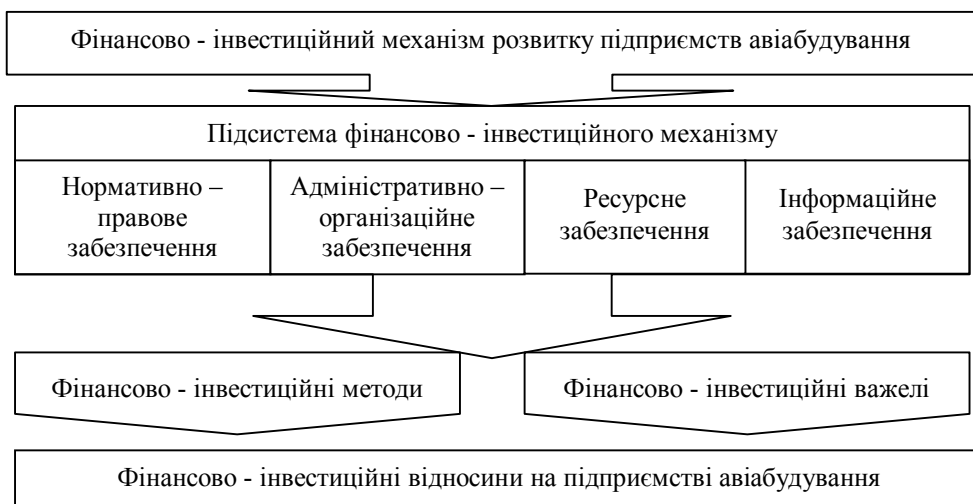 Фінансово - інвестиційний механізм розвитку підприємств авіабудування
Підсистема фінансово - інвестиційного механізму
Нормативно –
правове
забезпечення
Адміністративно –
організаційне
забезпечення
Ресурсне
забезпечення
Інформаційне
забезпечення
Фінансово - інвестиційні методи
Фінансово - інвестиційні важелі
Фінансово - інвестиційні відносини на підприємстві авіабудування